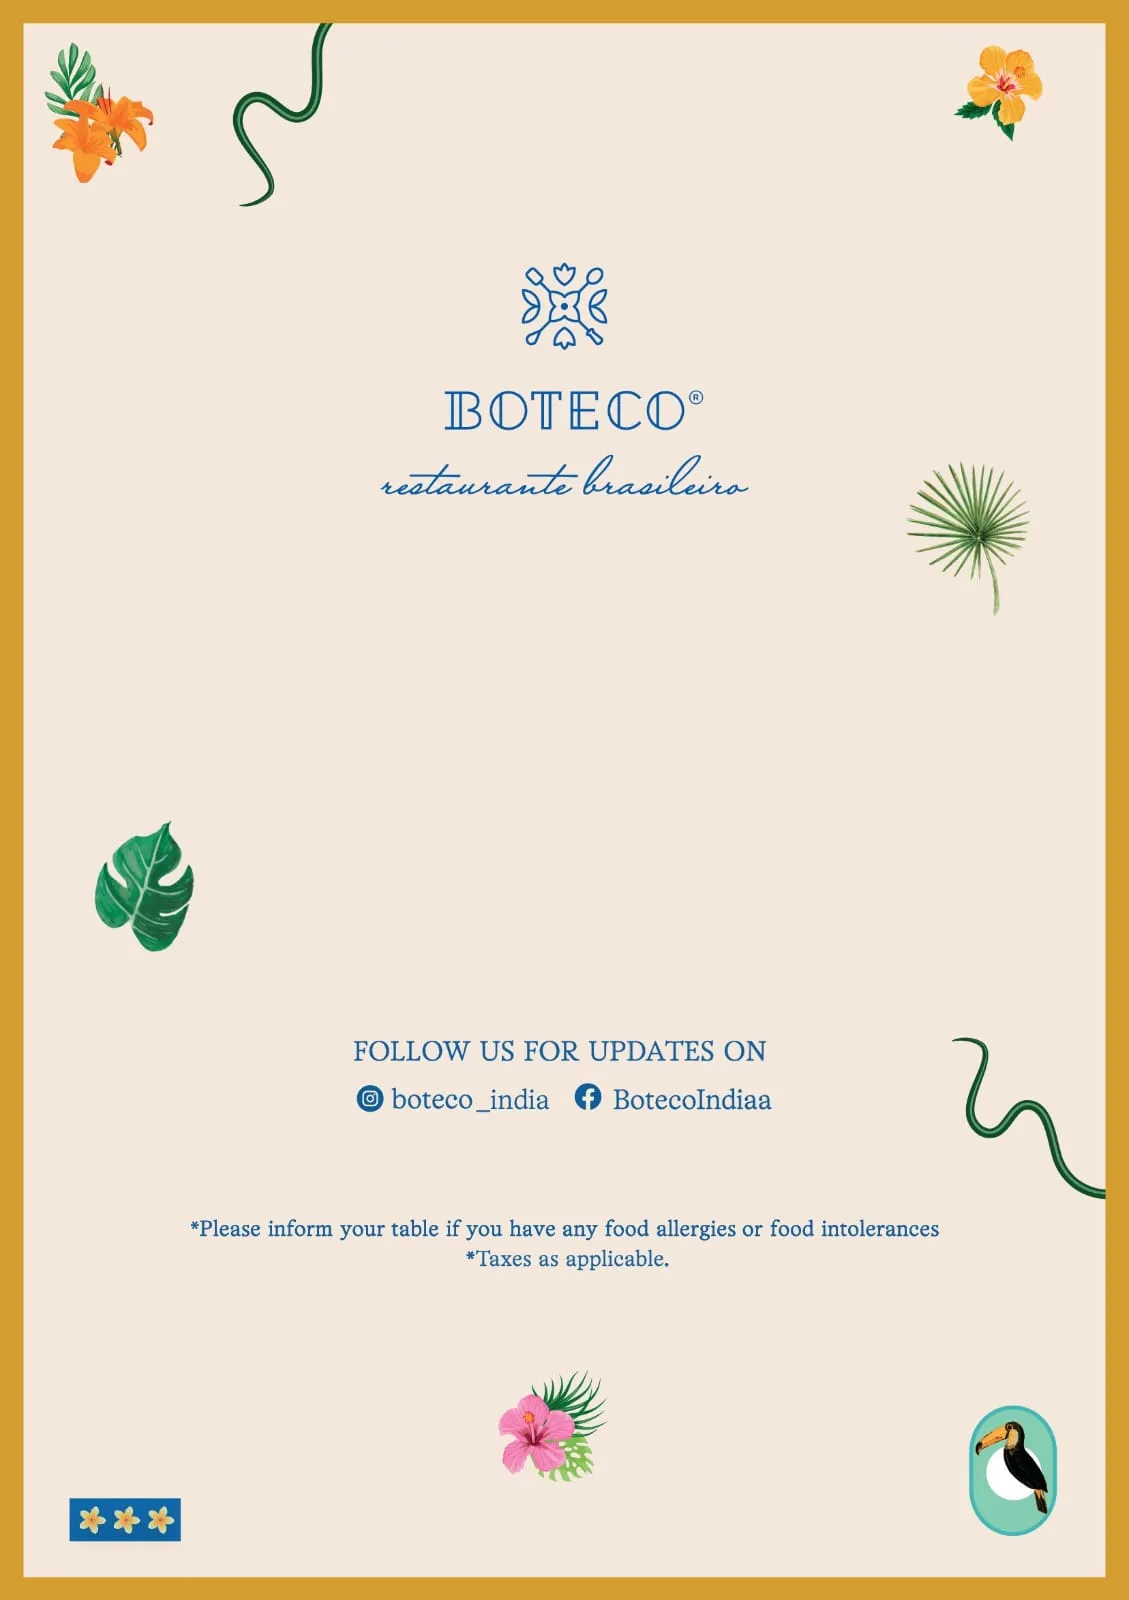 BOTECO®
restaurante brasileiro
FOLLOW US FOR UPDATES ON
boteco_india BotecoIndiaa
*Please inform your table if you have any food allergies or food intolerances
*Taxes as applicable.